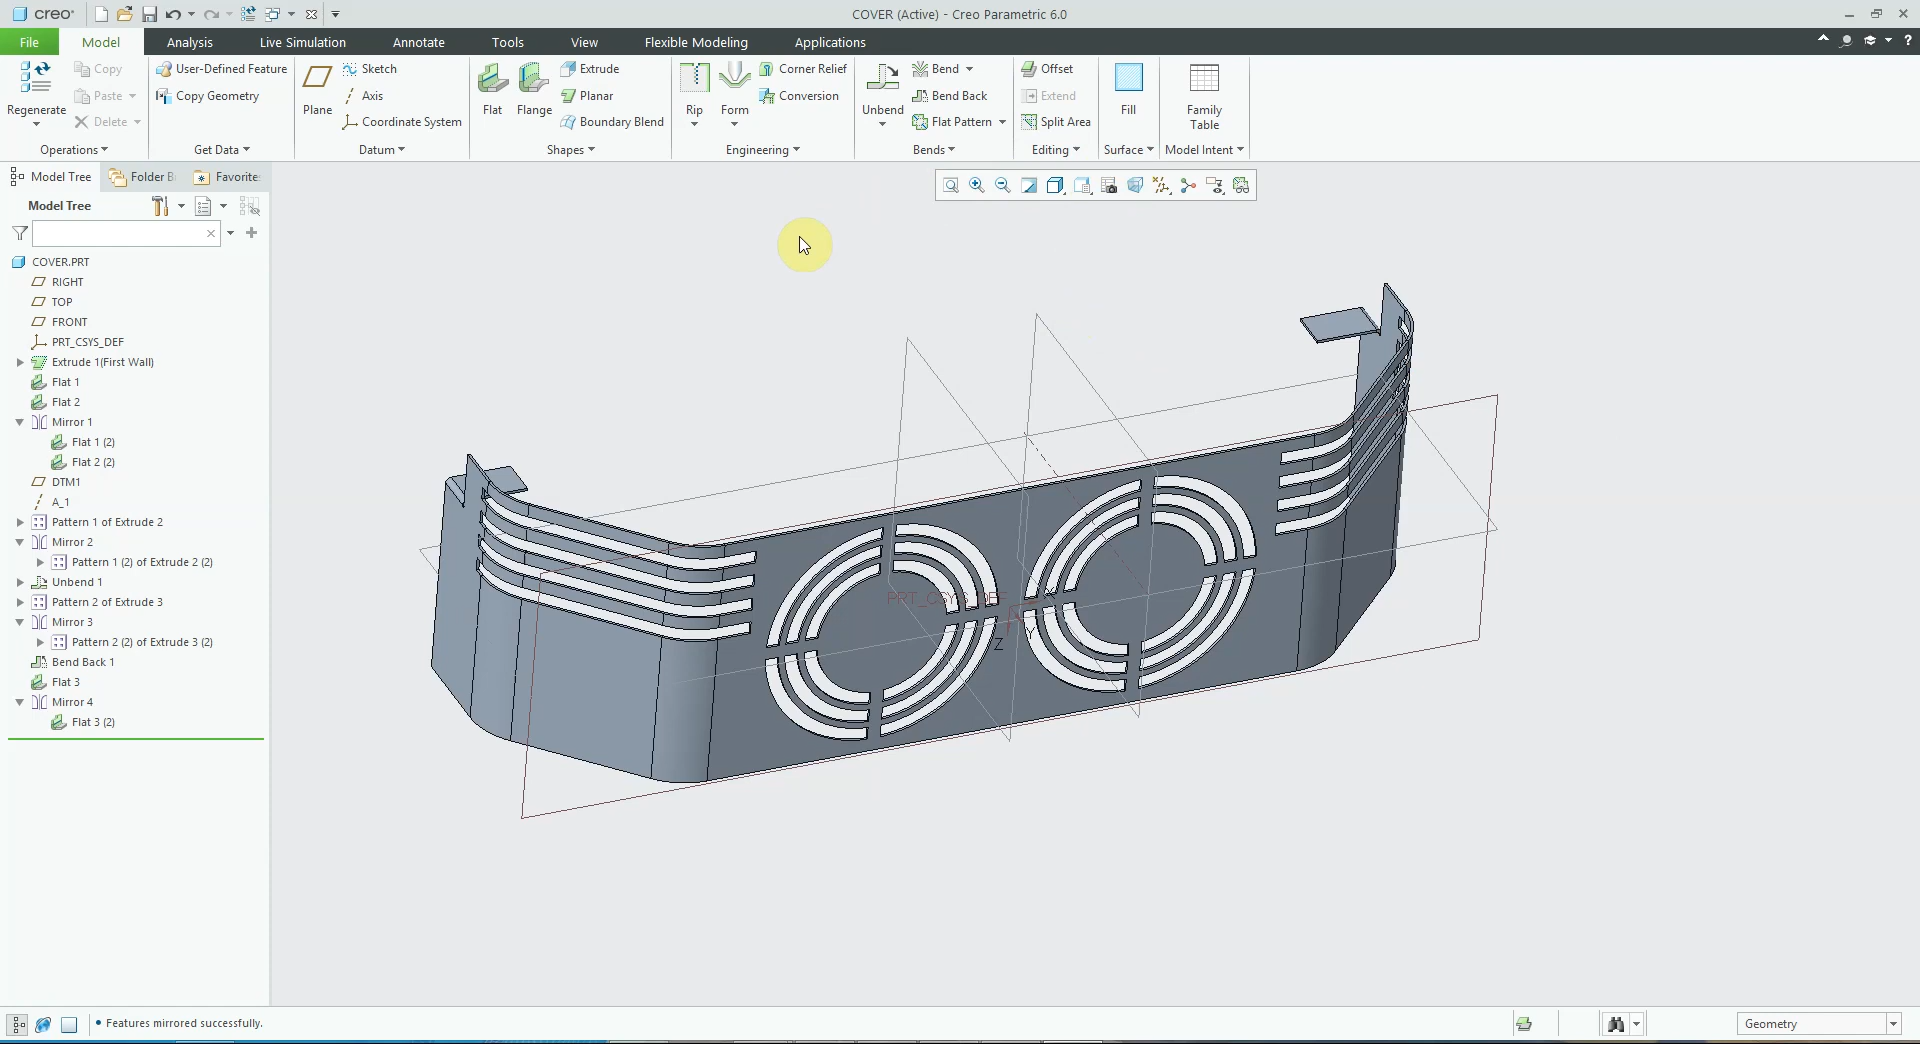 creo
COVER (Active) - Creo Parametric 6.0
File
Model
Analysis
Live Simulation
Annotate
Tools
View
Flexible Modeling
Applications
Regenerate
Copy
Paste
Delete
Operations
User-Defined Feature
Copy Geometry
Get Data
Plane
Sketch
Axis
Coordinate System
Datum
Flat
Flange
Extrude
Planar
Boundary Blend
Shapes
Rip
Form
Corner Relief
Conversion
Engineering
Unbend
Bend
Bend Back
Flat Pattern
Bends
Offset
Extend
Split Area
Editing
Fill
Surface
Family
Table
Model Intent
Model Tree
Folder B
Favorite
Model Tree
COVER.PRT
RIGHT
TOP
FRONT
PRT_CSYS_DEF
Extrude 1(First Wall)
Flat 1
Flat 2
Mirror 1
Flat 1 (2)
Flat 2 (2)
DTM1
A_1
Pattern 1 of Extrude 2
Mirror 2
Pattern 1 (2) of Extrude 2 (2)
Unbend 1
Pattern 2 of Extrude 3
Mirror 3
Pattern 2 (2) of Extrude 3 (2)
Bend Back 1
Flat 3
Mirror 4
Flat 3 (2)
PRT_CSYS_DEF
X
Y
Z
Features mirrored successfully.
Geometry